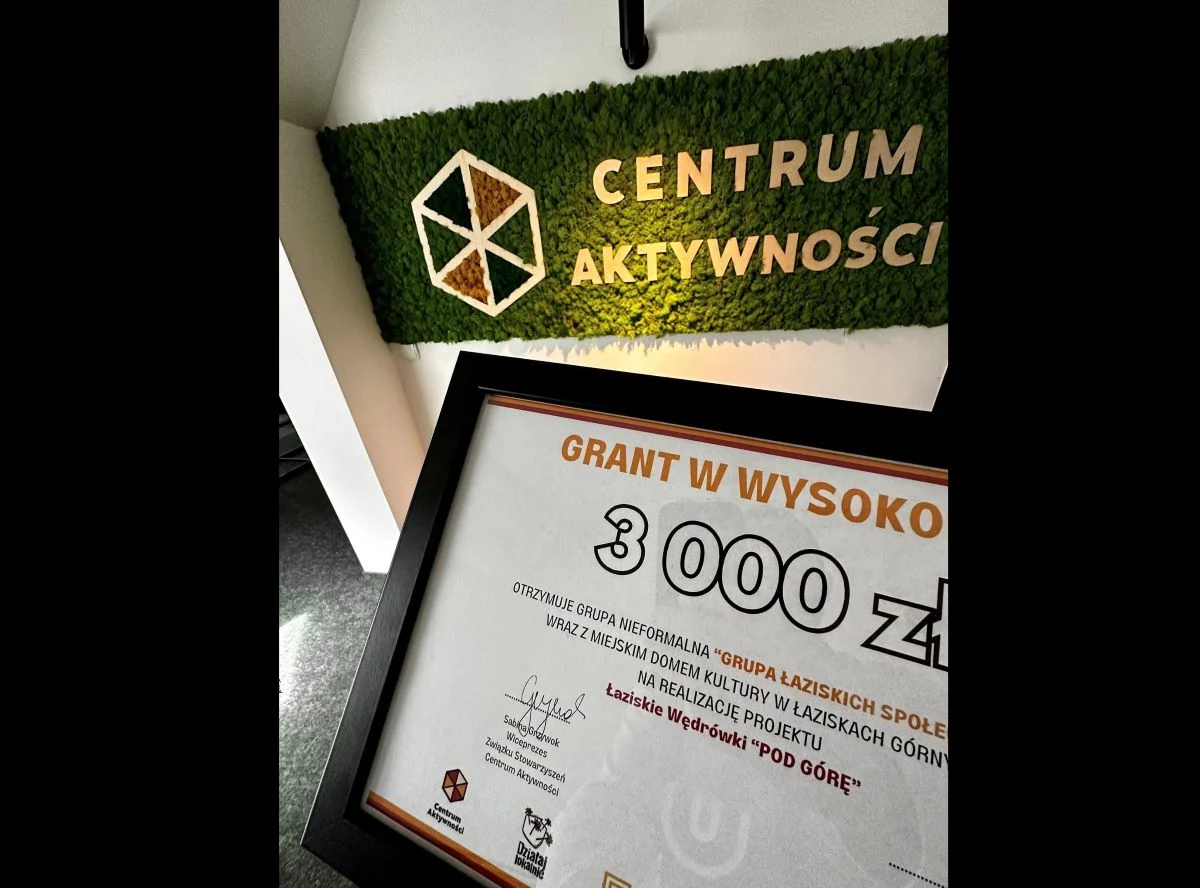 CENTRUM
AKTYWNOŚCI
GRANT W WYSOKO
3 000 zł
OTRZYMUJE GRUPA NIEFORMALNA "GRUPA ŁAZISKICH SPOŁE
WRAZ Z MIEJSKIM DOMEM KULTURY W ŁAZISKACH GÓRNY
NA REALIZACJĘ PROJEKTU
Łaziskie Wędrówki "POD GÓRĘ"
Sabina
Wiceprezes
Związku Stowarzyszeń
Centrum Aktywności
Centrum
Aktywności
Działaj
lokalnie